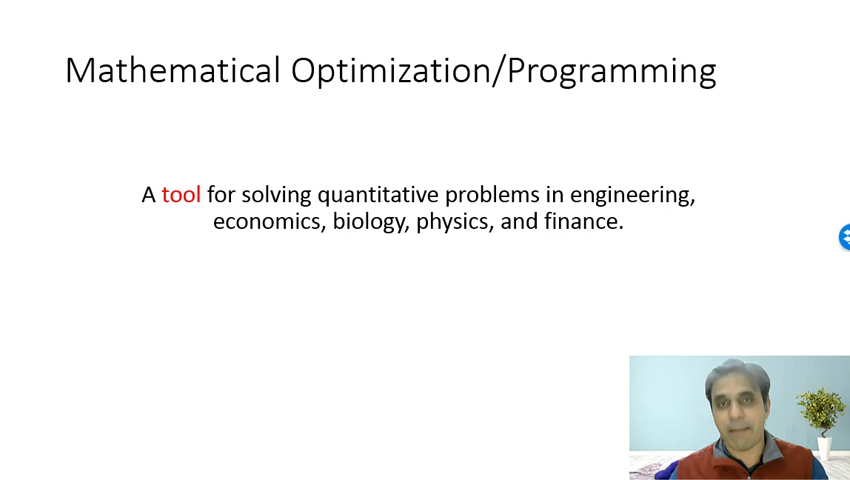 Mathematical Optimization/Programming
A tool for solving quantitative problems in engineering,
economics, biology, physics, and finance.